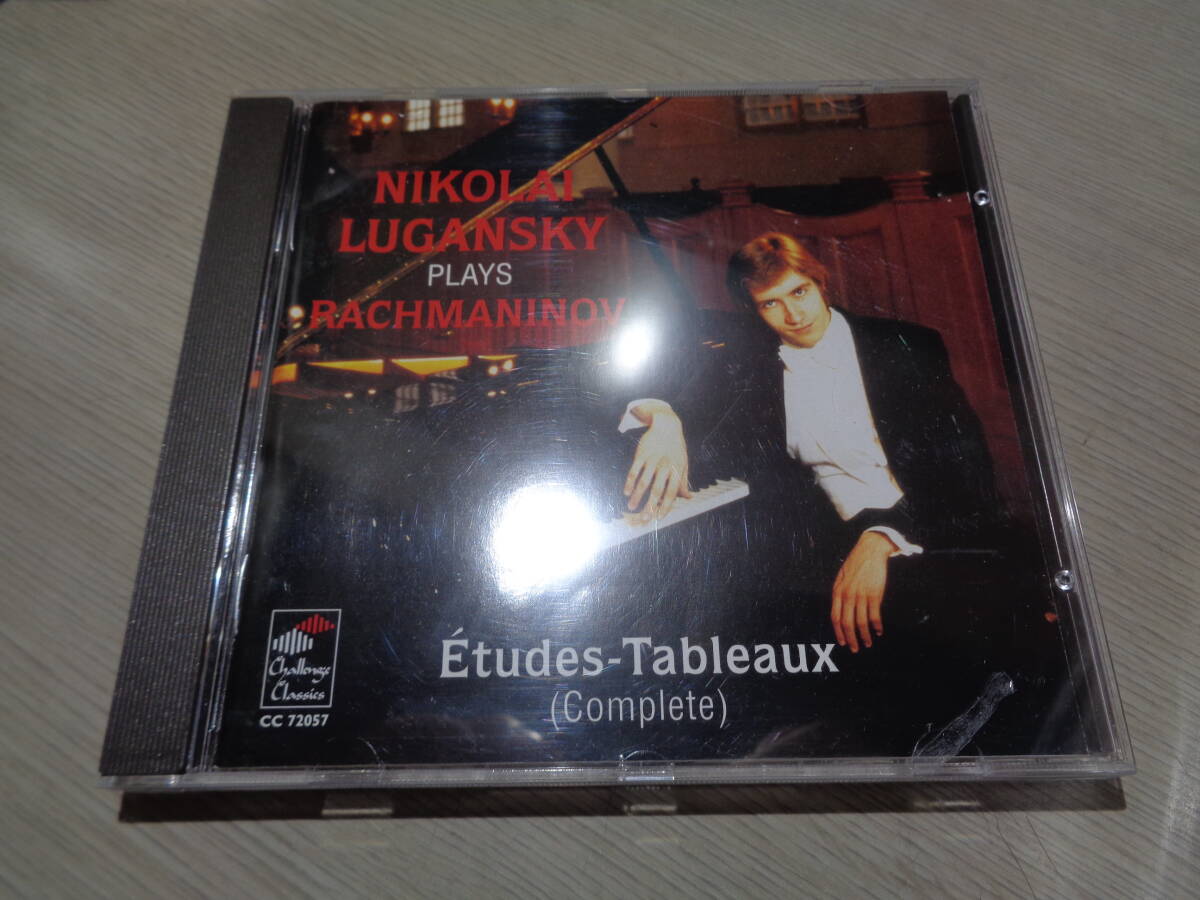 NIKOLAI
LUGANSKY
PLAYS
RACHMANINOV
Études-Tableaux
(Complete)
Challenge
Classics
CC 72057